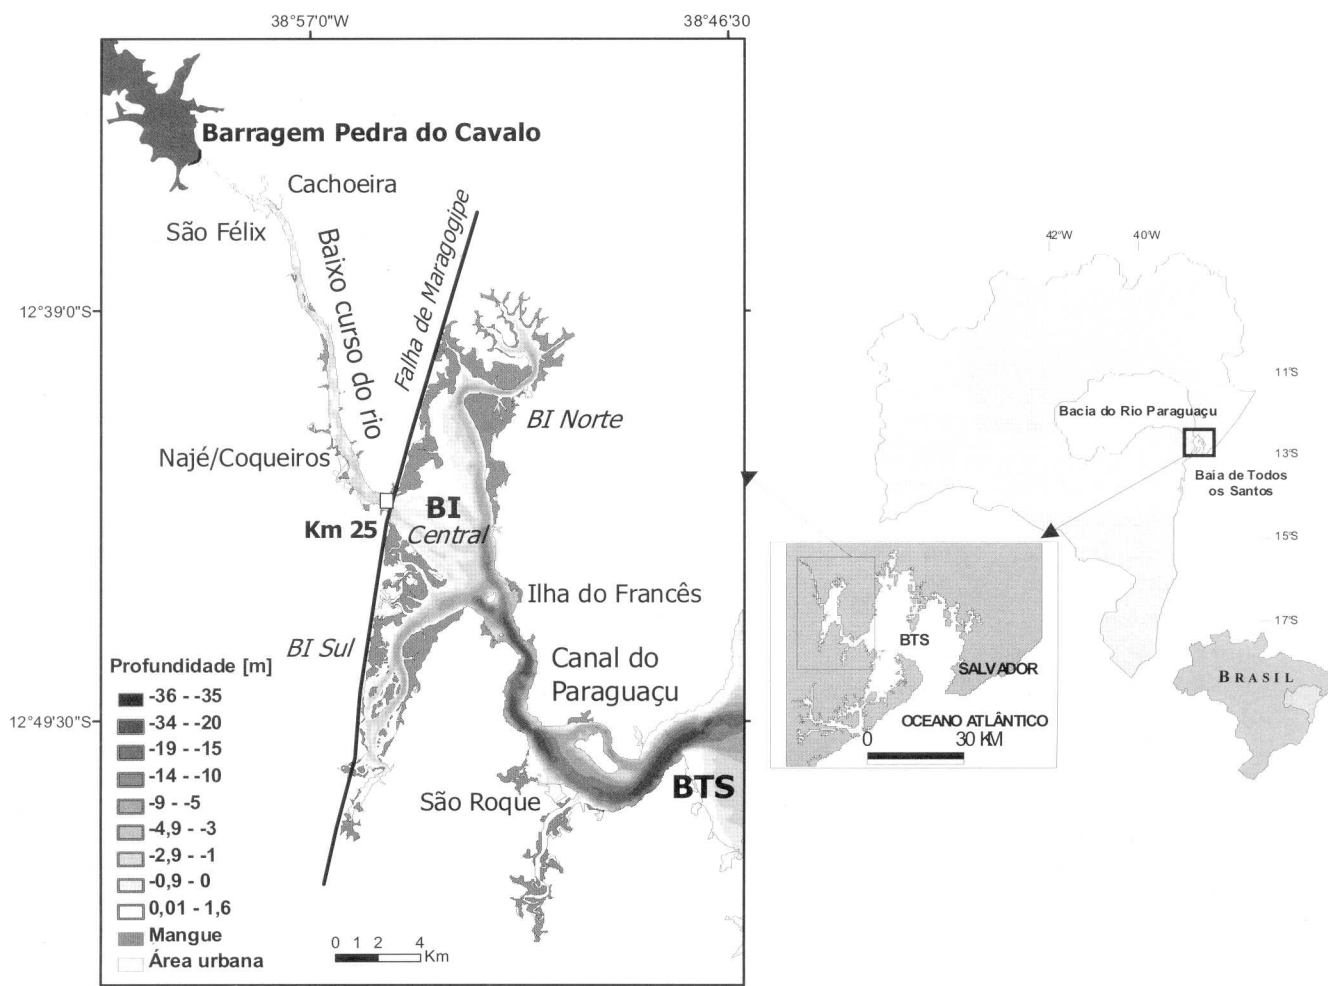 38°57'0"W
38°46'30
Barragem Pedra do Cavalo
Cachoeira
São Félix
Baixo curso do rio
Falha de Maragogipe
12°39'0"S
BI Norte
Najé/Coqueiros
BI
Central
Km 25
Ilha do Francês
BI Sul
Canal do
Paraguaçu
12°49'30"S
São Roque
BTS
Profundidade [m]
-36 - -35
-34 - -20
-19 - -15
-14 - -10
-9 - -5
-4,9 - -3
-2,9 - -1
-0,9 - 0
0,01 - 1,6
Mangue
Área urbana
0 1 2 4
Km
42°W
40°W
11°S
Bacia do Rio Paraguaçu
13°S
Baía de Todos
os Santos
15°S
17°S
BTS
SALVADOR
OCEANO ATLÂNTICO
0 30 KM
BRASIL